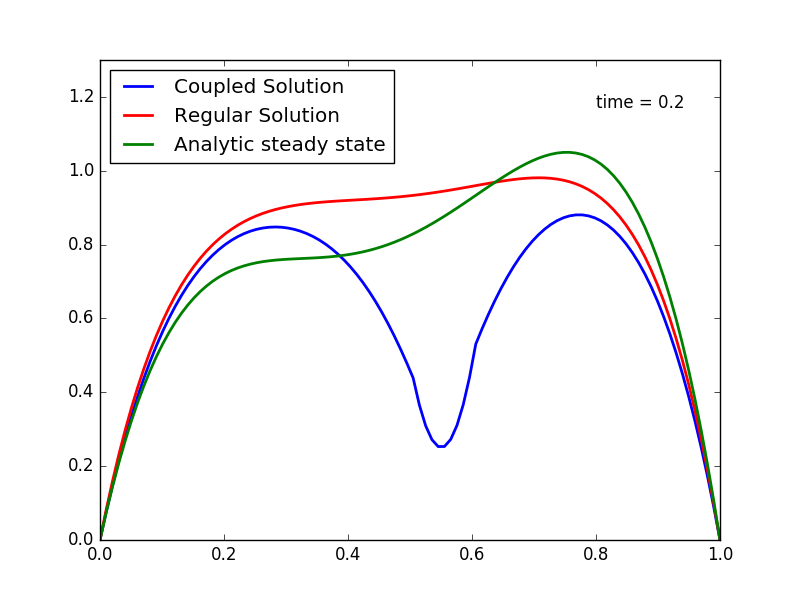 Coupled Solution
Regular Solution
Analytic steady state
time = 0.2
1.2
1.0
0.8
0.6
0.4
0.2
0.0
0.0 0.2 0.4 0.6 0.8 1.0